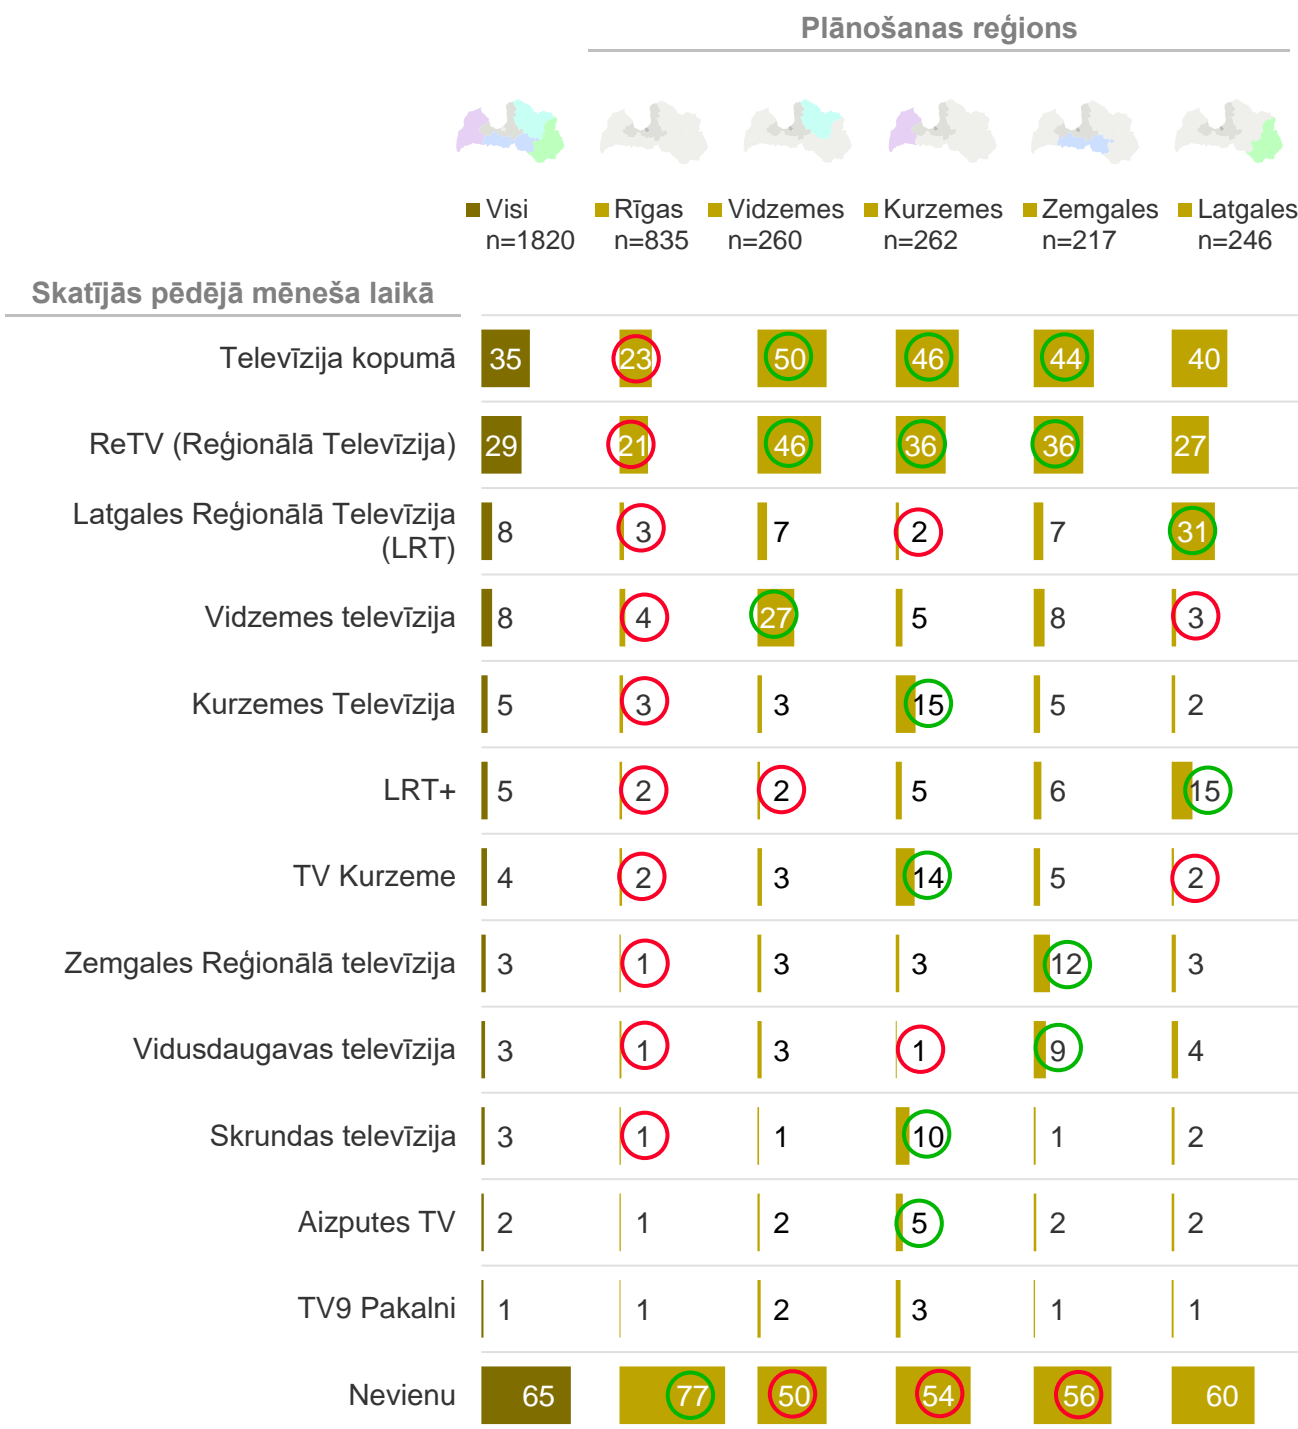 Plānošanas reģions
Visi Rīgas Vidzemes Kurzemes Zemgales Latgales
n=1820 n=835 n=260 n=262 n=217 n=246
Skatījās pēdējā mēneša laikā
Televīzija kopumā 35 23 50 46 44 40
ReTV (Reģionālā Televīzija) 29 21 46 36 36 27
Latgales Reģionālā Televīzija
(LRT) 8 3 7 2 7 31
Vidzemes televīzija 8 4 27 5 8 3
Kurzemes Televīzija 5 3 3 15 5 2
LRT+ 5 2 2 5 6 15
TV Kurzeme 4 2 3 14 5 2
Zemgales Reģionālā televīzija 3 1 3 3 12 3
Vidusdaugavas televīzija 3 1 3 1 9 4
Skrundas televīzija 3 1 1 10 1 2
Aizputes TV 2 1 2 5 2 2
TV9 Pakalni 1 1 2 3 1 1
Nevienu 65 77 50 54 56 60